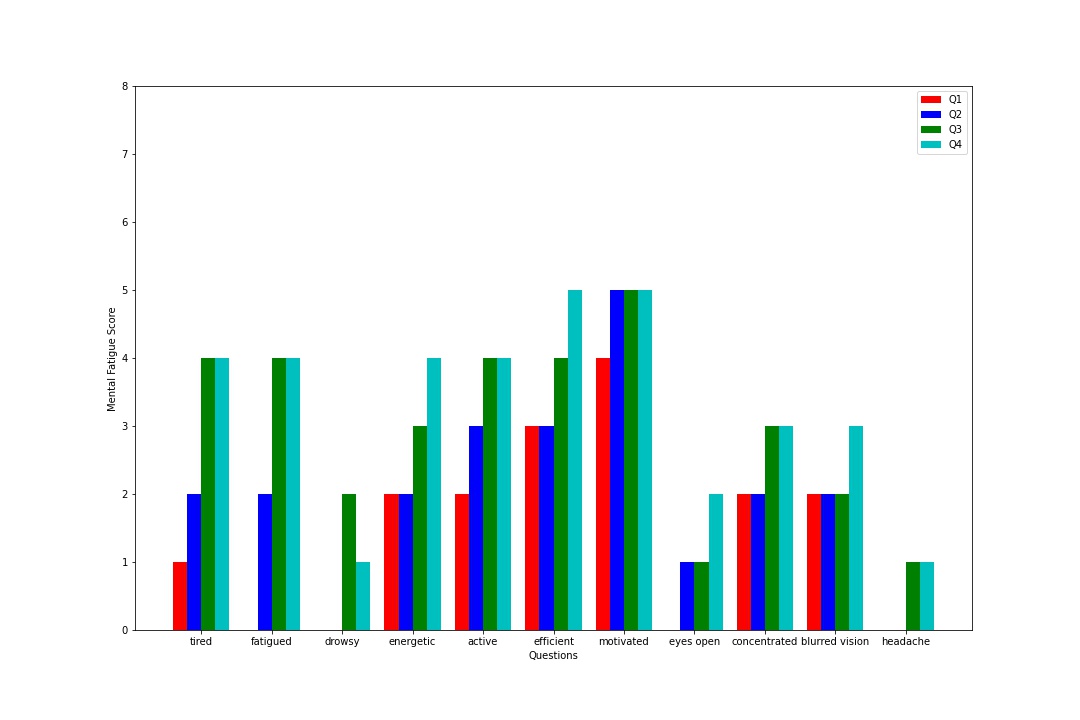 8
7
6
5
4
3
2
1
0
Mental Fatigue Score
Q1
Q2
Q3
Q4
tired fatigued drowsy energetic active efficient motivated eyes open concentrated blurred vision headache
Questions